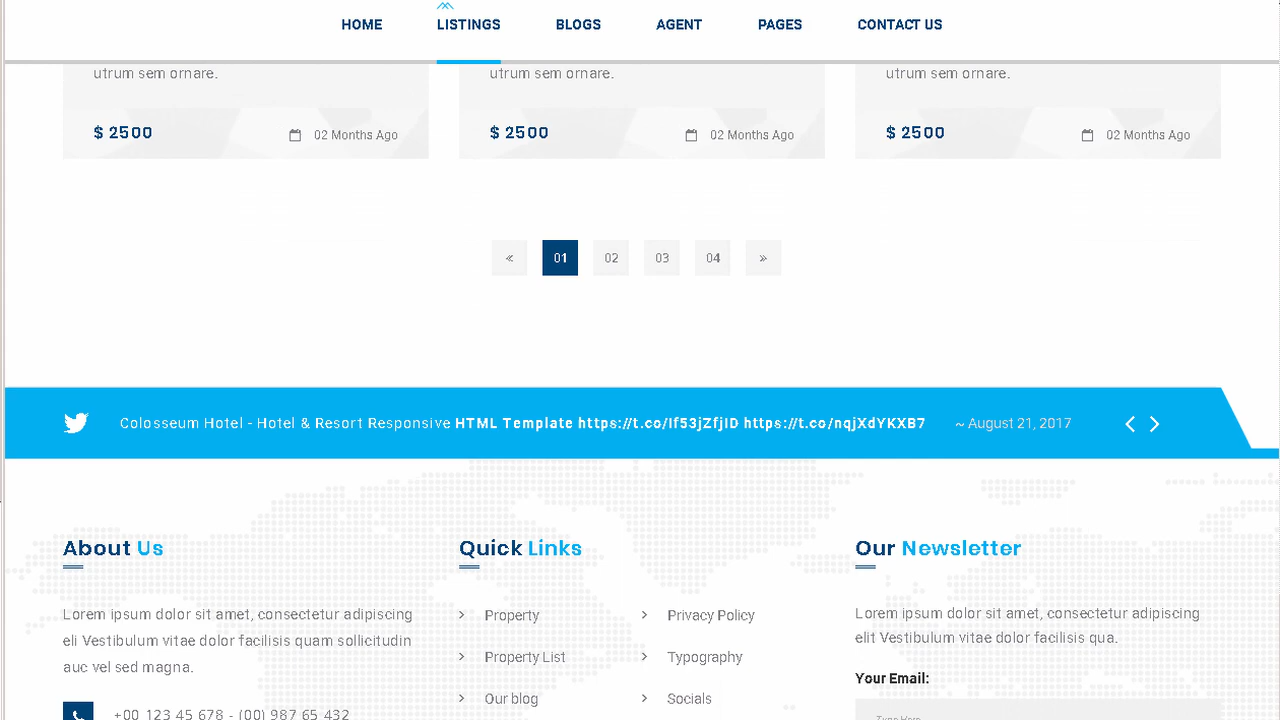 HOME LISTINGS BLOGS AGENT PAGES CONTACT US
utrum sem ornare. utrum sem ornare. utrum sem ornare.
$ 2500 02 Months Ago $ 2500 02 Months Ago $ 2500 02 Months Ago
« 01 02 03 04 »
Colosseum Hotel - Hotel & Resort Responsive HTML Template https://t.co/If53jZfjID https://t.co/nqjXdYKXB7 ~ August 21, 2017
About Us Quick Links Our Newsletter
Lorem ipsum dolor sit amet, consectetur adipiscing
eli Vestibulum vitae dolor facilisis quam sollicitudin
auc vel sed magna.
+00 123 45 678 - (00) 987 65 432
Property Privacy Policy
Property List Typography
Our blog Socials
Lorem ipsum dolor sit amet, consectetur adipiscing
elit Vestibulum vitae dolor facilisis qua.
Your Email:
Type Here